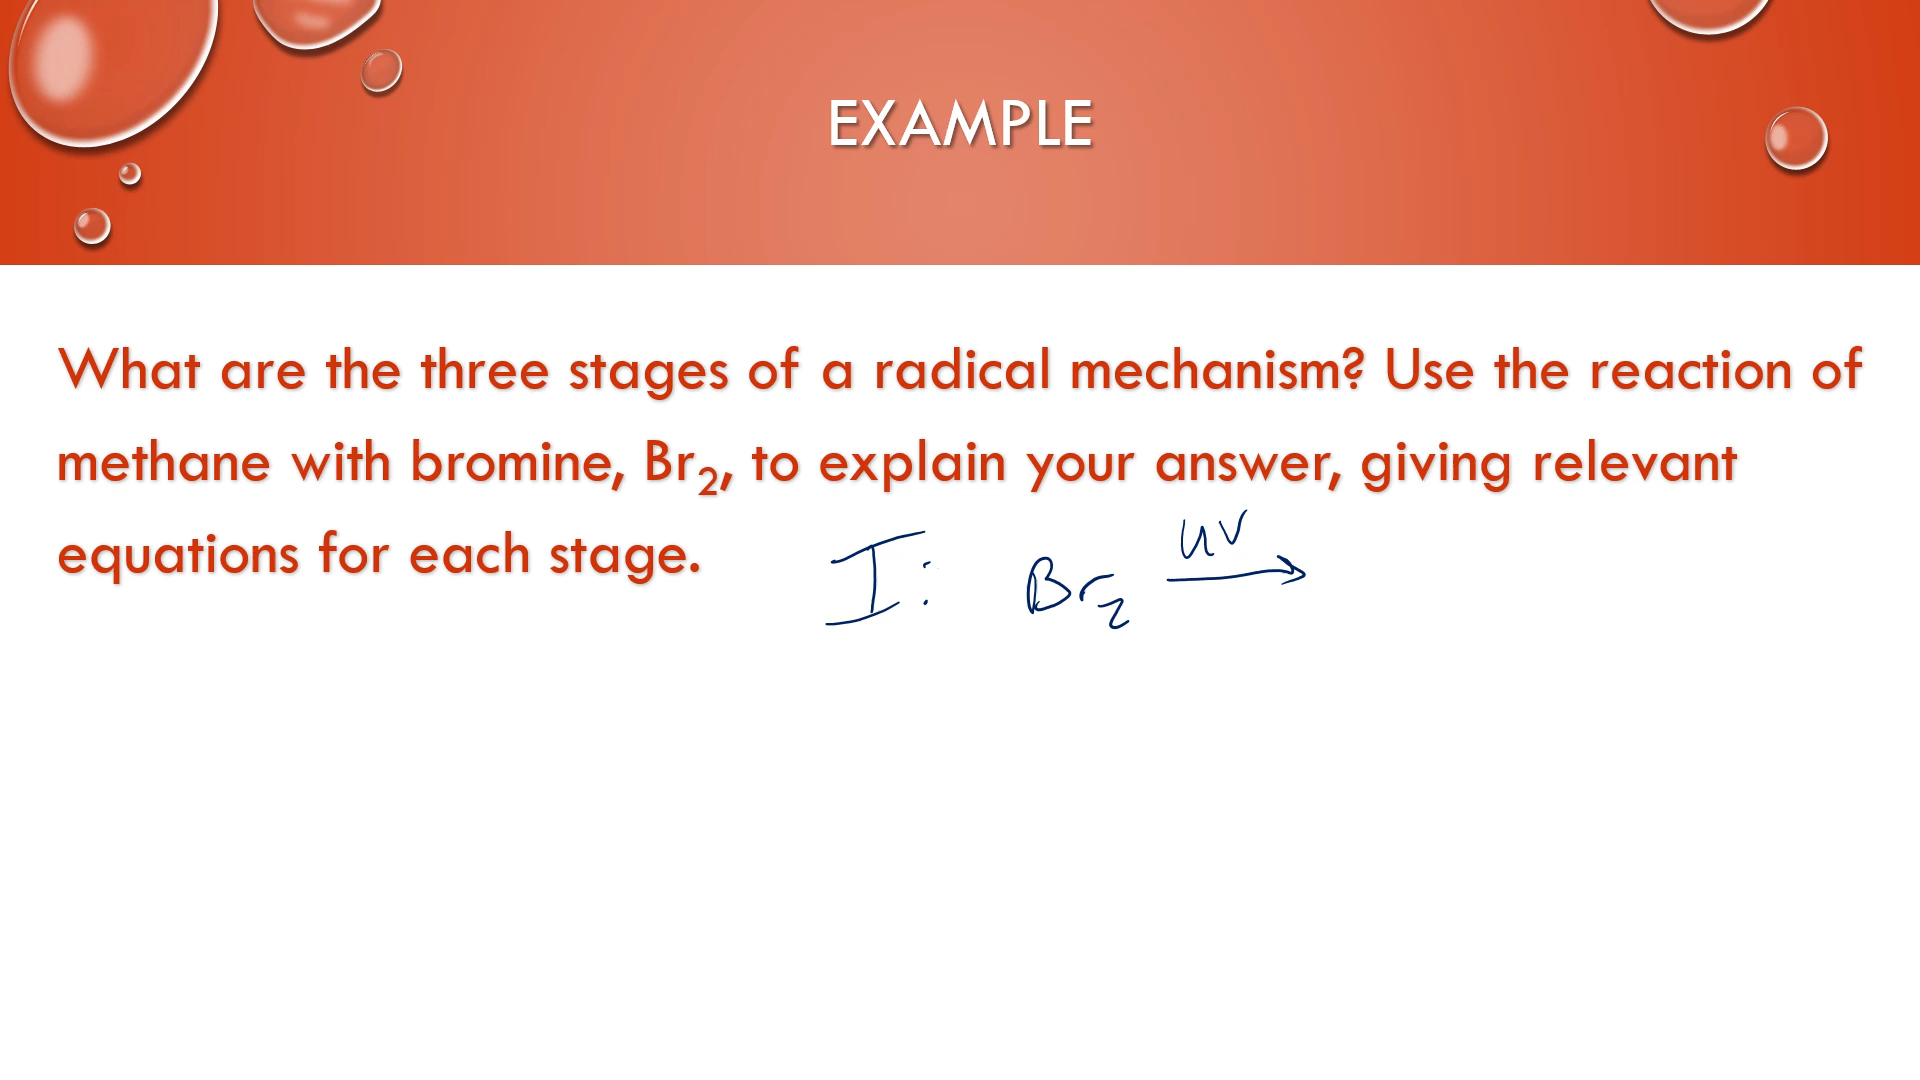 EXAMPLE
What are the three stages of a radical mechanism? Use the reaction of
methane with bromine, Br₂, to explain your answer, giving relevant
equations for each stage.
I: Br₂ uv →